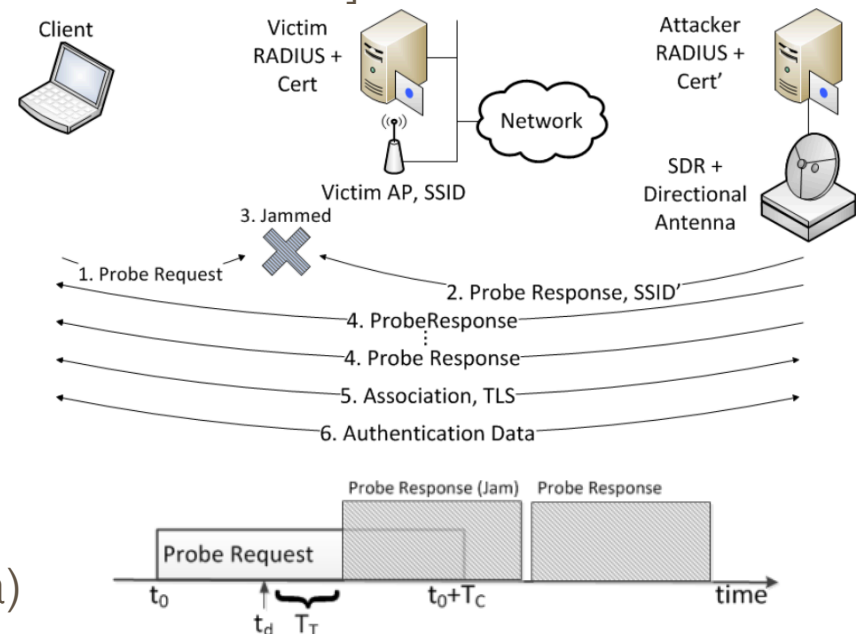 Client
Victim
RADIUS +
Cert
Attacker
RADIUS +
Cert’
Network
Victim AP, SSID
SDR +
Directional
Antenna
3. Jammed
1. Probe Request
2. Probe Response, SSID’
4. ProbeResponse
4. Probe Response
5. Association, TLS
6. Authentication Data
Probe Response (Jam) Probe Response
Probe Request
t0 t0+TC time
td TT